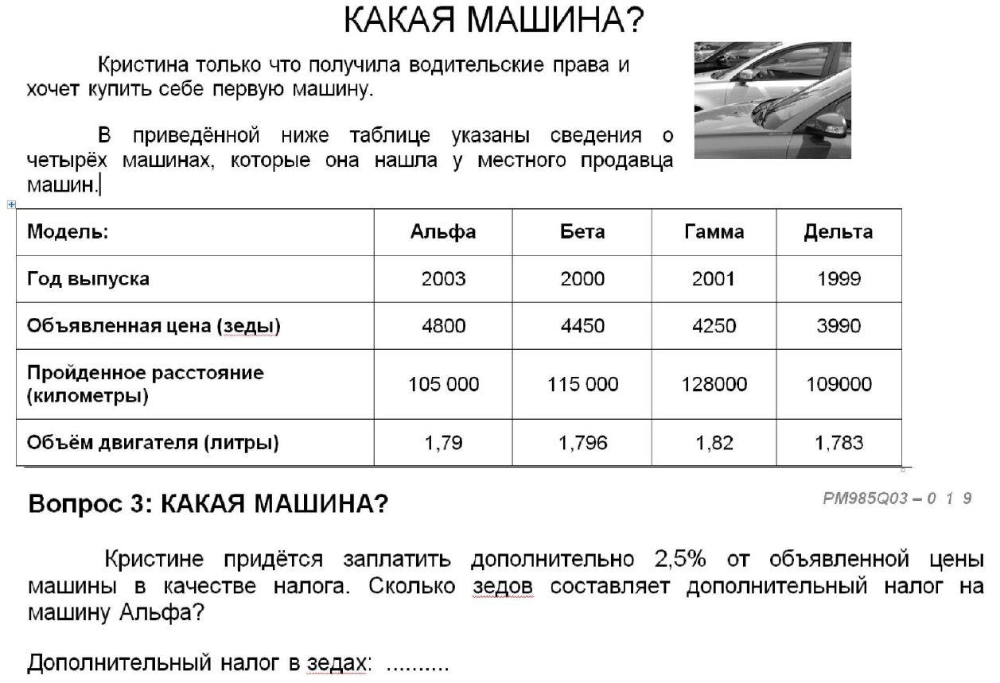 КАКАЯ МАШИНА?
Кристина только что получила водительские права и
хочет купить себе первую машину.
В приведённой ниже таблице указаны сведения о
четырёх машинах, которые она нашла у местного продавца
машин.
Модель: Альфа Бета Гамма Дельта
Год выпуска 2003 2000 2001 1999
Объявленная цена (зеды) 4800 4450 4250 3990
Пройденное расстояние
(километры) 105 000 115 000 128000 109000
Объём двигателя (литры) 1,79 1,796 1,82 1,783
Вопрос 3: КАКАЯ МАШИНА?
PM985Q03 – 0 1 9
Кристине придётся заплатить дополнительно 2,5% от объявленной цены
машины в качестве налога. Сколько зедов составляет дополнительный налог на
машину Альфа?
Дополнительный налог в зедах: ..........